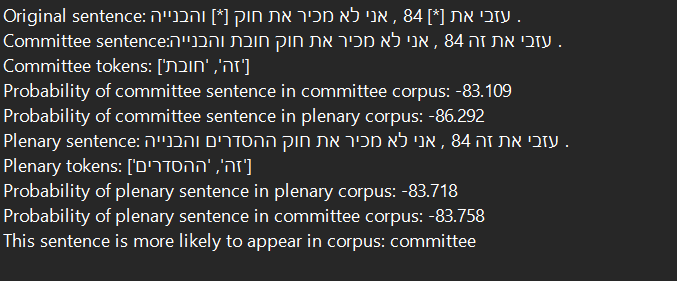 Original sentence: עזבי את [*] 84 , אני לא מכיר את חוק [*] והבנייה .
Committee sentence:עזבי את זה 84 , אני לא מכיר את חוק חובת והבנייה .
Committee tokens: ['זה', 'חובת']
Probability of committee sentence in committee corpus: -83.109
Probability of committee sentence in plenary corpus: -86.292
Plenary sentence: עזבי את זה 84 , אני לא מכיר את חוק ההסדרים והבנייה .
Plenary tokens: ['זה', 'ההסדרים']
Probability of plenary sentence in plenary corpus: -83.718
Probability of plenary sentence in committee corpus: -83.758
This sentence is more likely to appear in corpus: committee